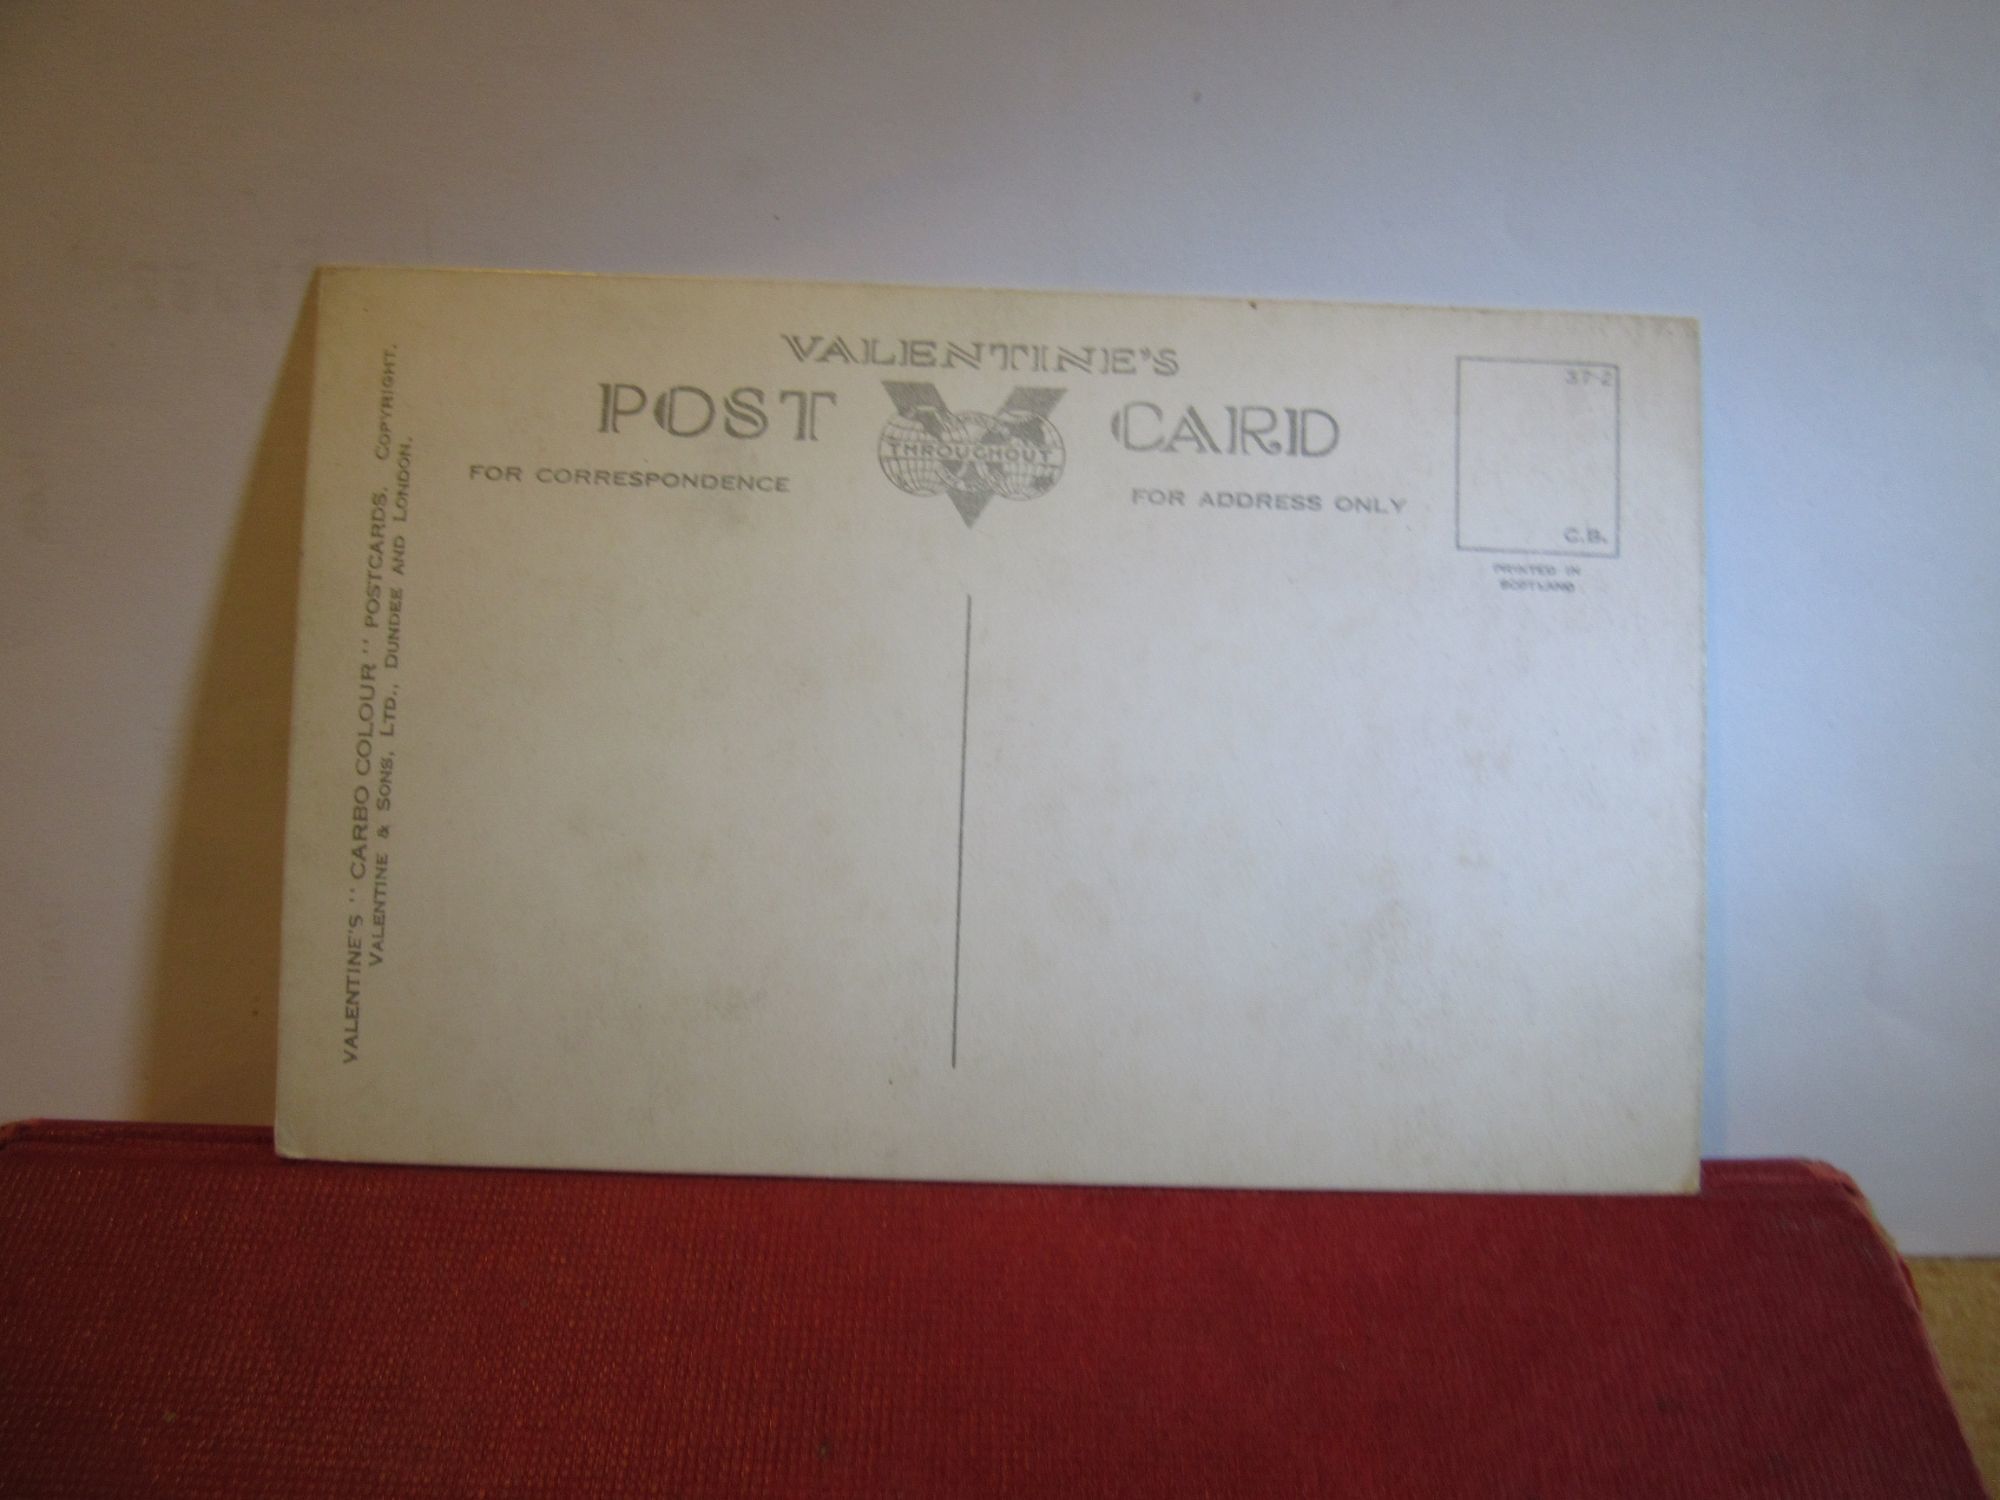 VALENTINE'S
POST CARD
THROUGHOUT
FOR CORRESPONDENCE
FOR ADDRESS ONLY
37-2
C.B.
PRINTED IN
SCOTLAND
VALENTINE'S "CARBO COLOUR" POSTCARDS. COPYRIGHT.
VALENTINE & SONS, LTD., DUNDEE AND LONDON.